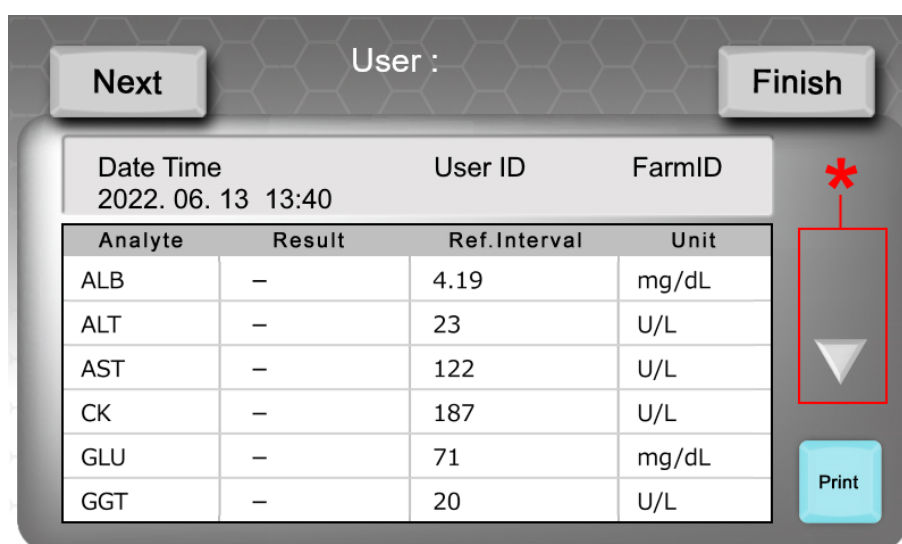 User :
Next
Finish
Date Time User ID FarmID
2022. 06. 13 13:40
*
Analyte Result Ref.Interval Unit
ALB – 4.19 mg/dL
ALT – 23 U/L
AST – 122 U/L
CK – 187 U/L
GLU – 71 mg/dL
GGT – 20 U/L
Print